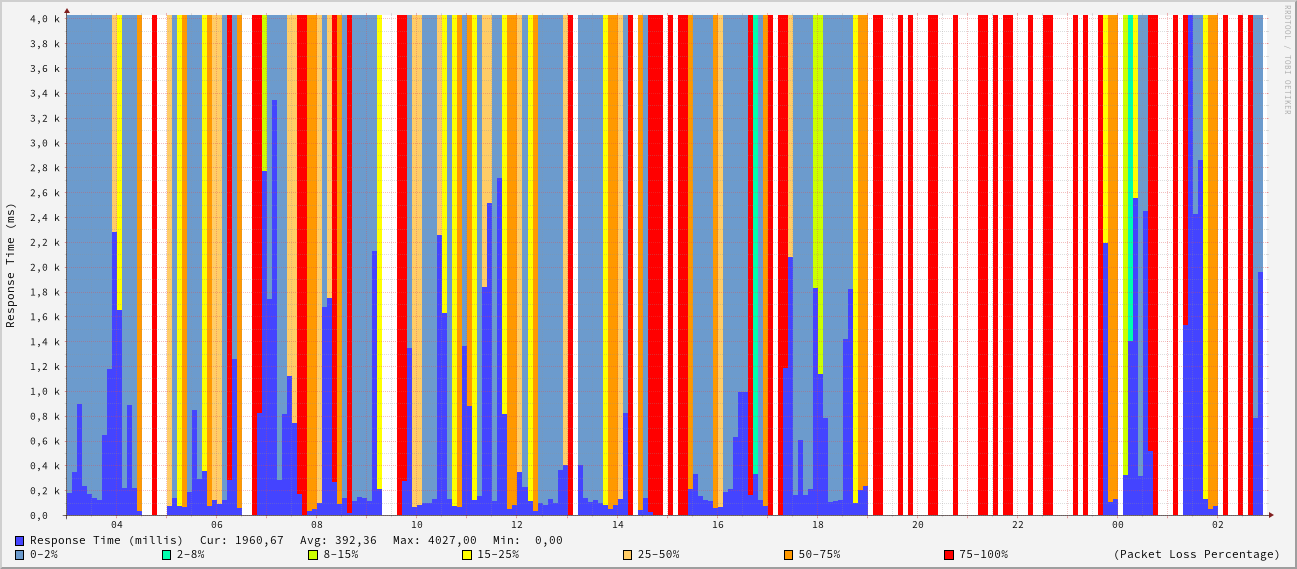 RRDTOOL / TOBI OETIKER
Response Time (ms)
4,0 k
3,8 k
3,6 k
3,4 k
3,2 k
3,0 k
2,8 k
2,6 k
2,4 k
2,2 k
2,0 k
1,8 k
1,6 k
1,4 k
1,2 k
1,0 k
0,8 k
0,6 k
0,4 k
0,2 k
0,0
04 06 08 10 12 14 16 18 20 22 00 02
Response Time (millis) Cur: 1960,67 Avg: 392,36 Max: 4027,00 Min: 0,00
0-2% 2-8% 8-15% 15-25% 25-50% 50-75% 75-100% (Packet Loss Percentage)